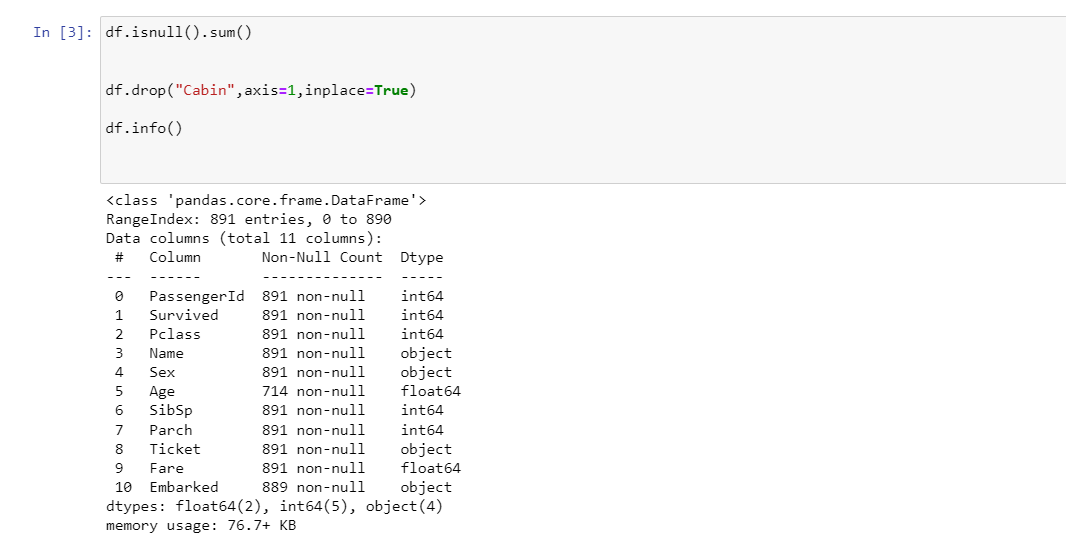 In [3]: df.isnull().sum()
df.drop("Cabin",axis=1,inplace=True)
df.info()
<class 'pandas.core.frame.DataFrame'>
RangeIndex: 891 entries, 0 to 890
Data columns (total 11 columns):
 #   Column       Non-Null Count  Dtype
---  ------       --------------  -----
 0   PassengerId  891 non-null    int64
 1   Survived     891 non-null    int64
 2   Pclass       891 non-null    int64
 3   Name         891 non-null    object
 4   Sex          891 non-null    object
 5   Age          714 non-null    float64
 6   SibSp        891 non-null    int64
 7   Parch        891 non-null    int64
 8   Ticket       891 non-null    object
 9   Fare         891 non-null    float64
 10  Embarked     889 non-null    object
dtypes: float64(2), int64(5), object(4)
memory usage: 76.7+ KB